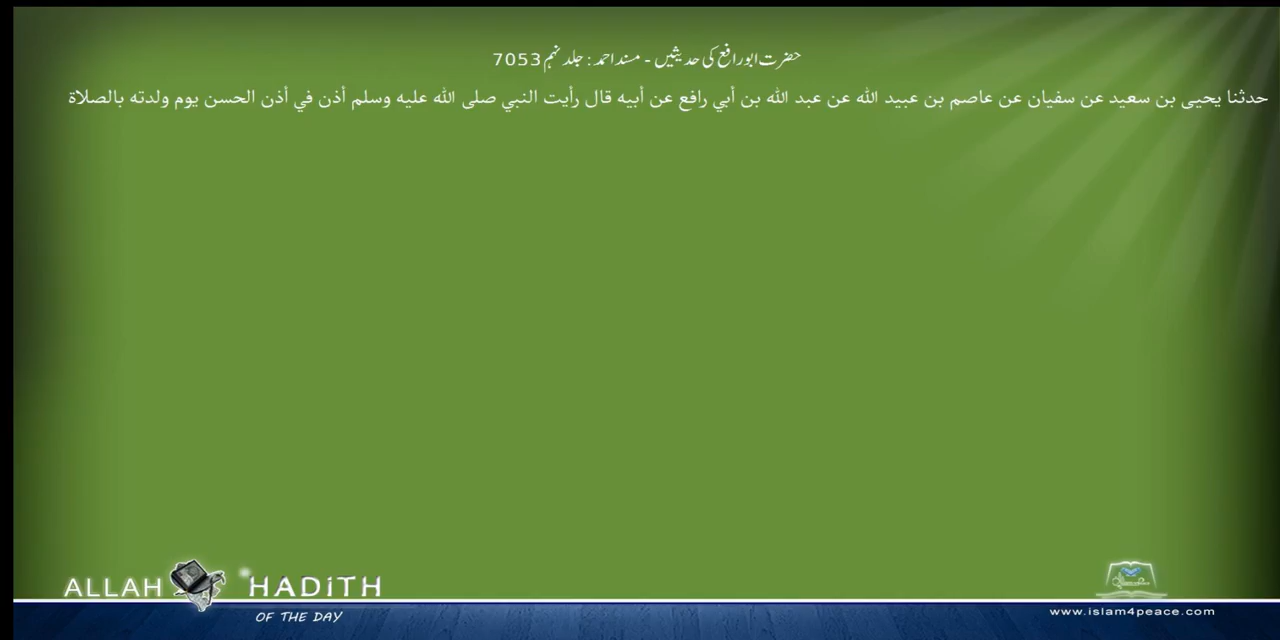 حضرت ابورافع کی حدیثیں - مسند احمد : جلد نہم 7053
حدثنا يحيى بن سعيد عن سفيان عن عاصم بن عبيد الله عن عبد الله بن أبي رافع عن أبيه قال رأيت النبي صلى الله عليه وسلم أذن في أذن الحسن يوم ولدته بالصلاة
ALLAH HADiTH
OF THE DAY
www.islam4peace.com